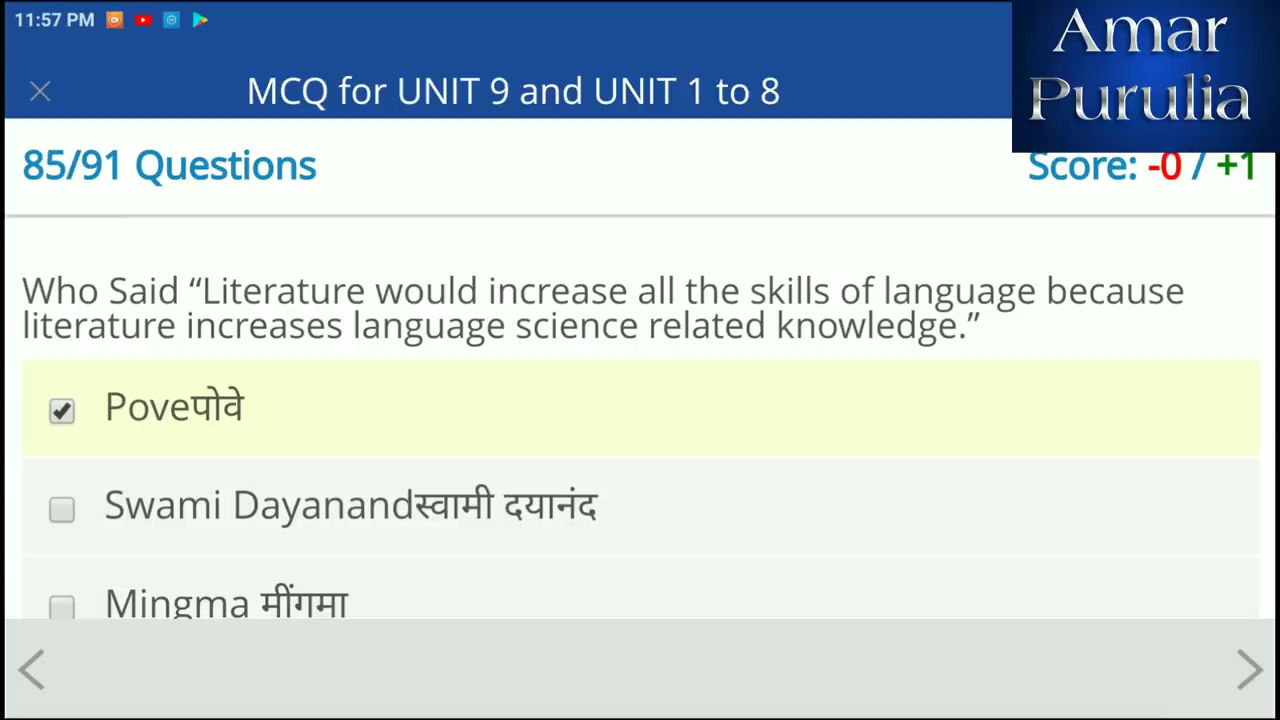 11:57 PM
Amar
Purulia
MCQ for UNIT 9 and UNIT 1 to 8
85/91 Questions
Score: -0 / +1
Who Said “Literature would increase all the skills of language because
literature increases language science related knowledge.”
Poveपोवे
Swami Dayanandस्वामी दयानंद
Mingma मींगमा